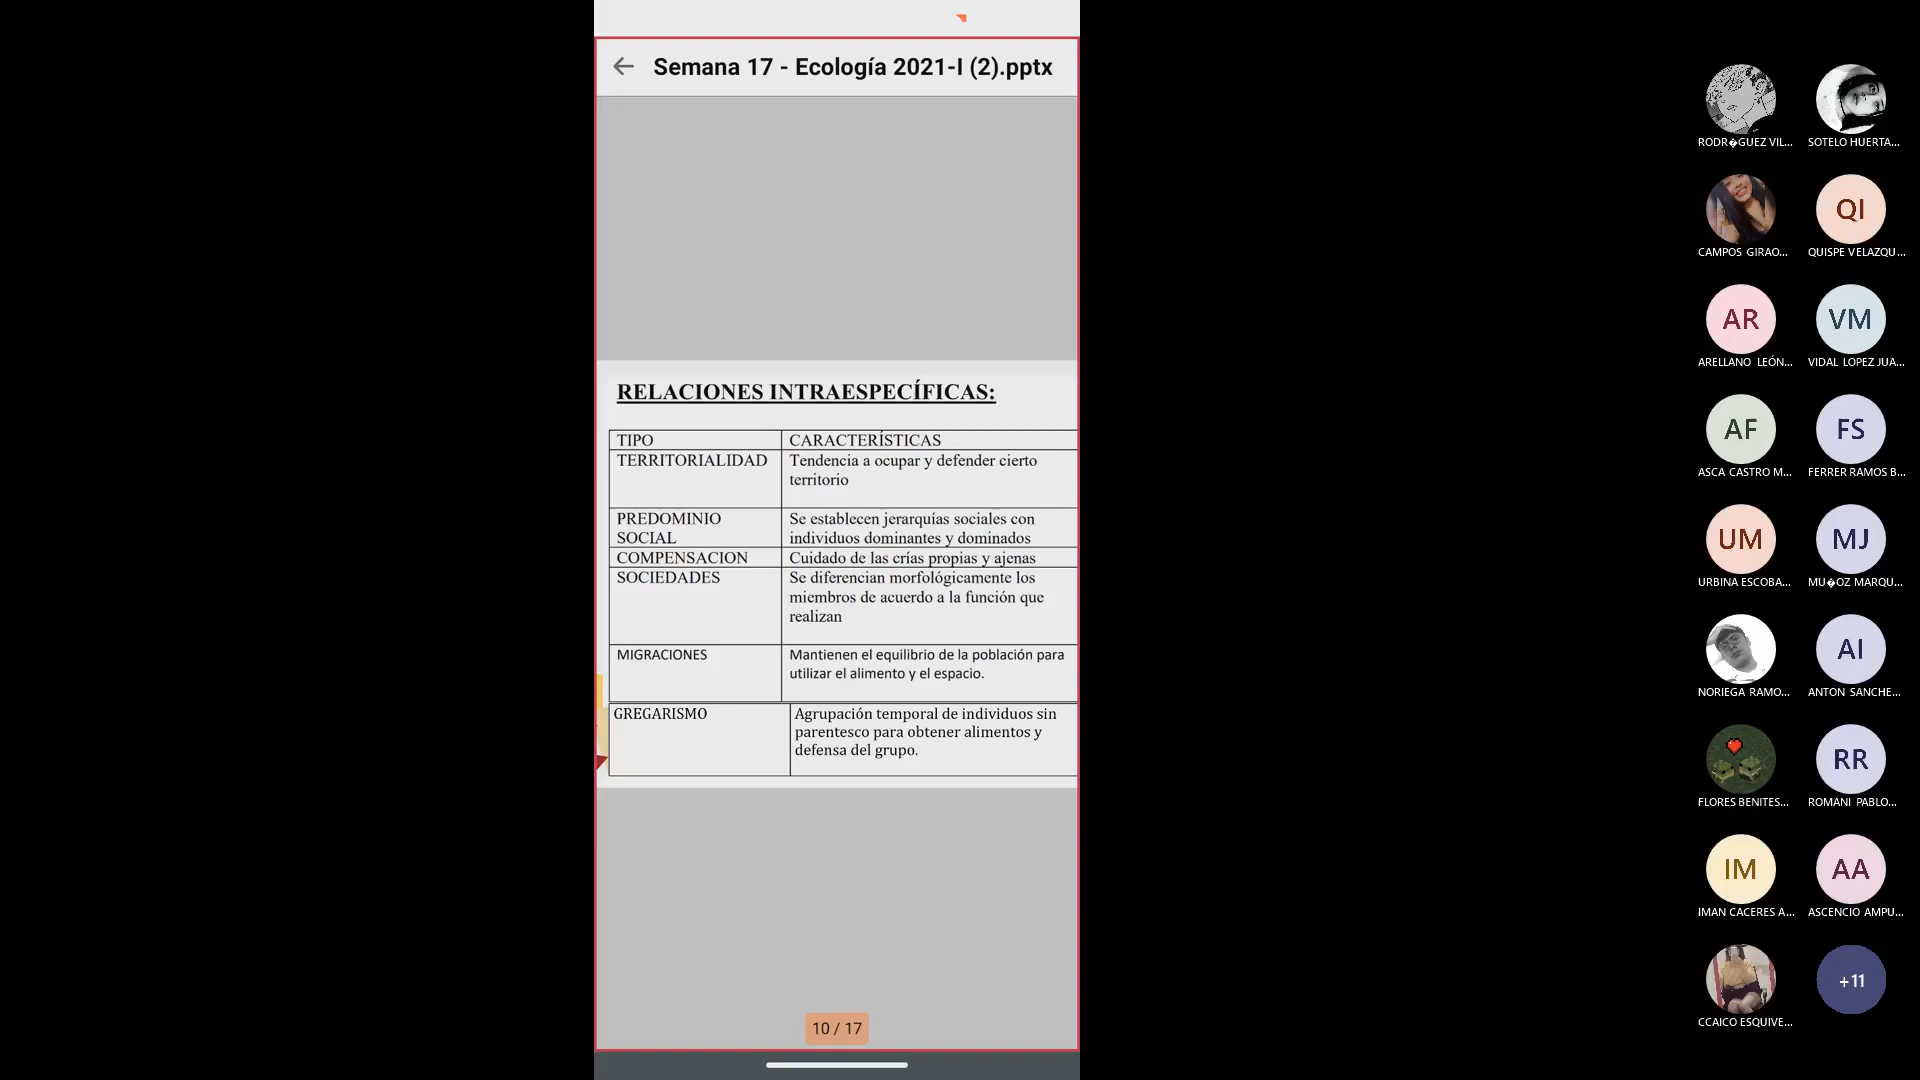 Semana 17 - Ecología 2021-I (2).pptx
RELACIONES INTRAESPECÍFICAS:
TIPO
CARACTERÍSTICAS
TERRITORIALIDAD
Tendencia a ocupar y defender cierto
territorio
PREDOMINIO
SOCIAL
Se establecen jerarquías sociales con
individuos dominantes y dominados
COMPENSACION
Cuidado de las crías propias y ajenas
SOCIEDADES
Se diferencian morfológicamente los
miembros de acuerdo a la función que
realizan
MIGRACIONES
Mantienen el equilibrio de la población para
utilizar el alimento y el espacio.
GREGARISMO
Agrupación temporal de individuos sin
parentesco para obtener alimentos y
defensa del grupo.
10 / 17
RODR�GUEZ VIL...
SOTELO HUERTA...
CAMPOS GIRAO...
QI
QUISPE VELAZQU...
AR
ARELLANO LEÓN...
VM
VIDAL LOPEZ JUA...
AF
ASCA CASTRO M...
FS
FERRER RAMOS B...
UM
URBINA ESCOBA...
MJ
MU�OZ MARQU...
NORIEGA RAMO...
AI
ANTON SANCHE...
FLORES BENITES...
RR
ROMANI PABLO...
IM
IMAN CACERES A...
AA
ASCENCIO AMPU...
CCAICO ESQUIVE...
+11